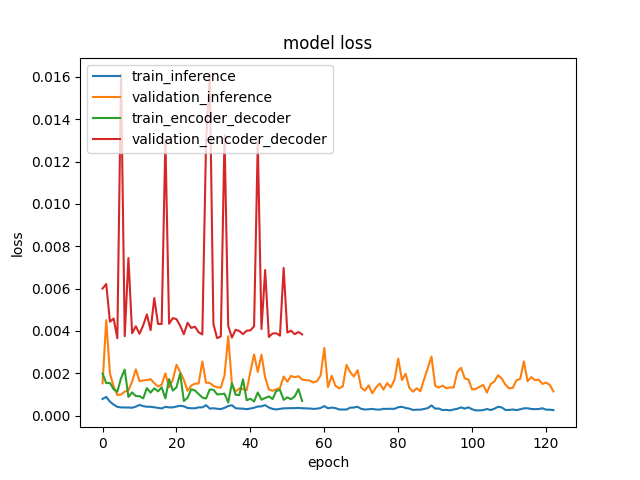 model loss
train_inference
validation_inference
train_encoder_decoder
validation_encoder_decoder
0.016
0.014
0.012
0.010
0.008
0.006
0.004
0.002
0.000
loss
0 20 40 60 80 100 120
epoch